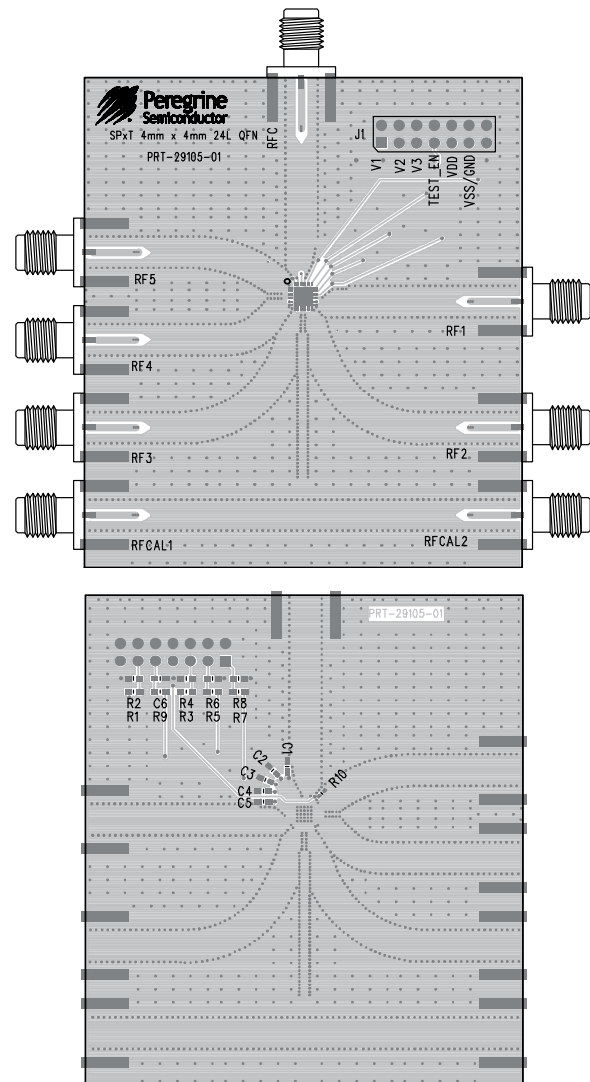 Peregrine
Semiconductor
SPxT 4mm x 4mm 24L QFN
PRT-29105-01
RFC
J1
V1
V2
V3
TEST_EN
VDD
VSS/GND
RF5
RF1
RF4
RF3
RF2
RFCAL1
RFCAL2
PRT-29105-01
R2 C6 R4 R6 R8
R1 R9 R3 R5 R7
C1
C2
C3
C4
C5
R10